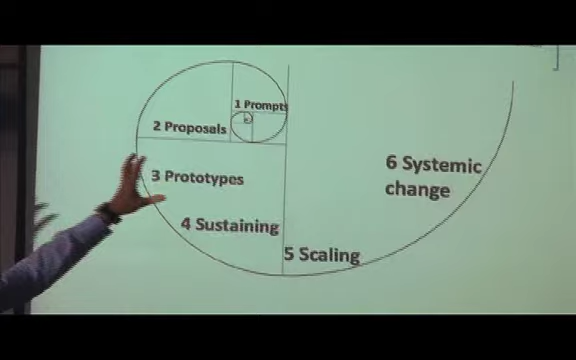 1 Prompts
2 Proposals
3 Prototypes
4 Sustaining
5 Scaling
6 Systemic
change